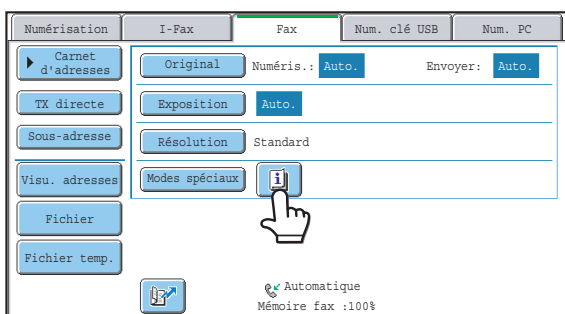 Numérisation
I-Fax
Fax
Num. clé USB
Num. PC
Carnet
d'adresses
Original
Numéris.:
Auto.
Envoyer:
Auto.
TX directe
Exposition
Auto.
Sous-adresse
Résolution
Standard
Visu. adresses
Modes spéciaux
Fichier
Fichier temp.
Automatique
Mémoire fax :100%